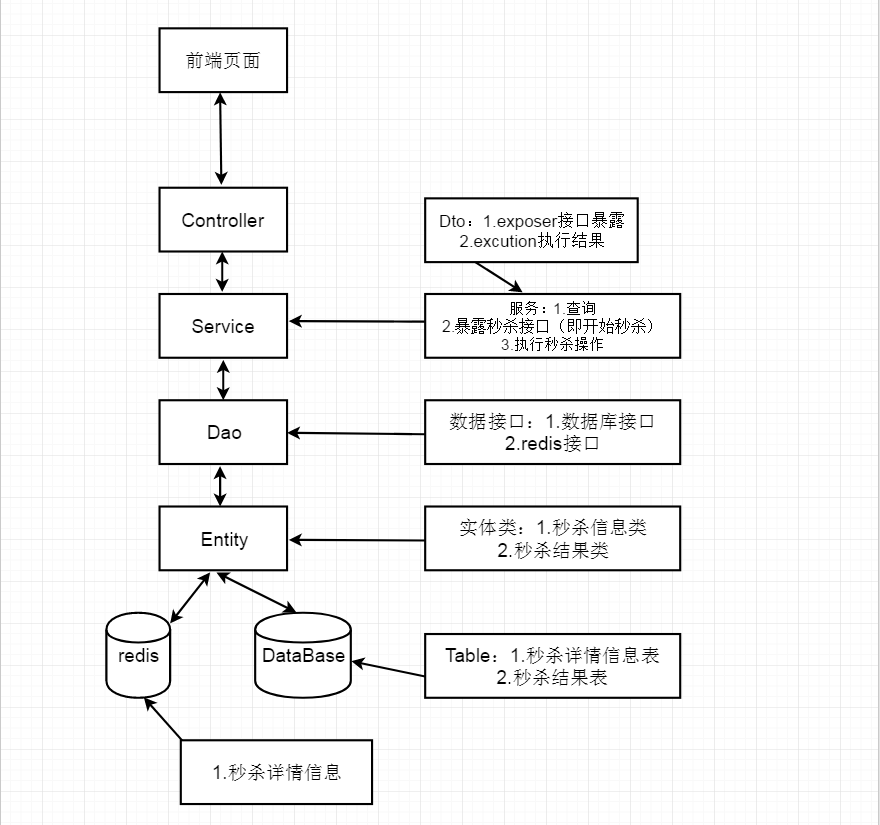 前端页面
Controller
Dto：1.exposer接口暴露
2.excution执行结果
Service
服务：1.查询
2.暴露秒杀接口（即开始秒杀）
3.执行秒杀操作
Dao
数据接口：1.数据库接口
2.redis接口
Entity
实体类：1.秒杀信息类
2.秒杀结果类
redis
DataBase
Table：1.秒杀详情信息表
2.秒杀结果表
1.秒杀详情信息